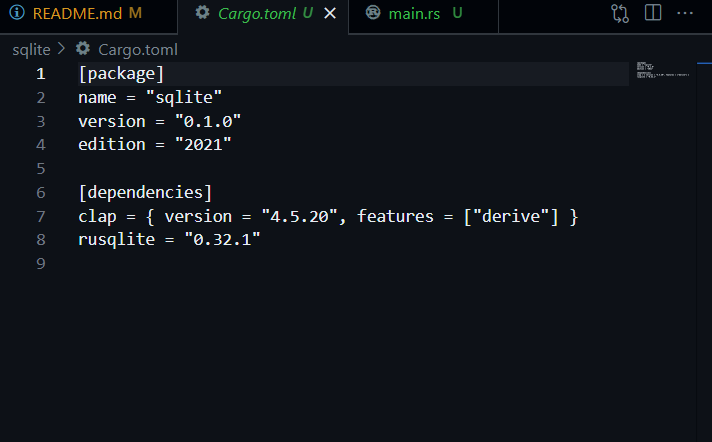 README.md M
Cargo.toml U
main.rs U
sqlite > Cargo.toml
1 [package]
2 name = "sqlite"
3 version = "0.1.0"
4 edition = "2021"
5
6 [dependencies]
7 clap = { version = "4.5.20", features = ["derive"] }
8 rusqlite = "0.32.1"
9